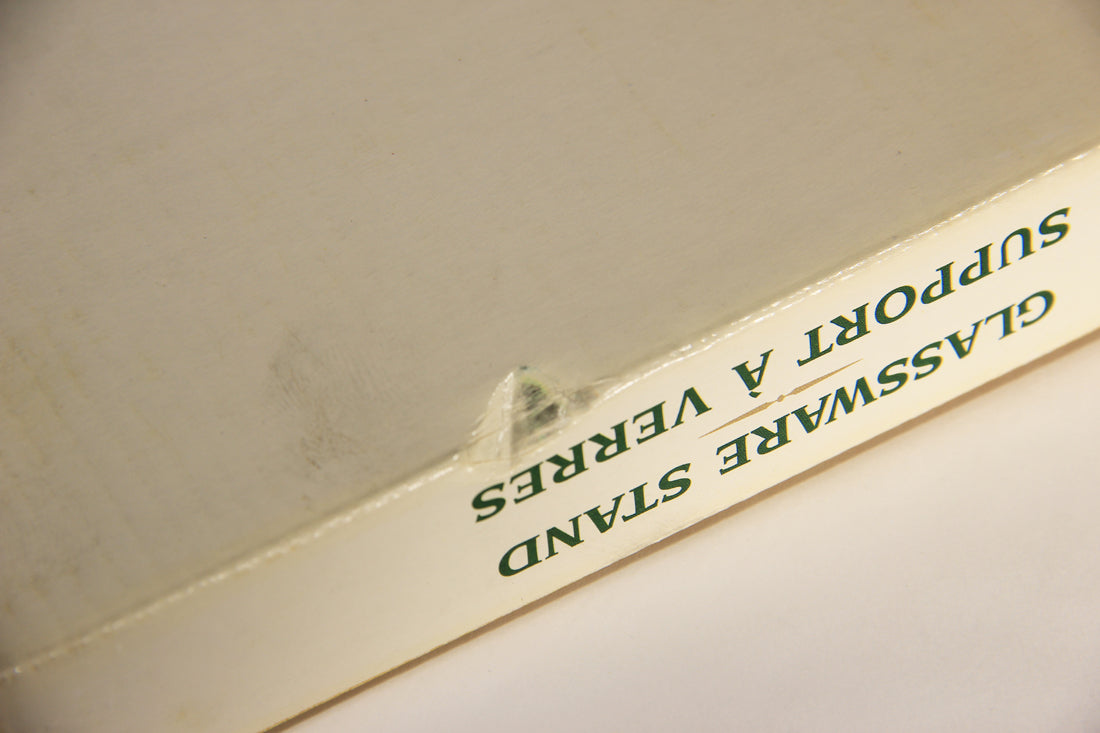 GLASSWARE STAND
SUPPORT À VERRES